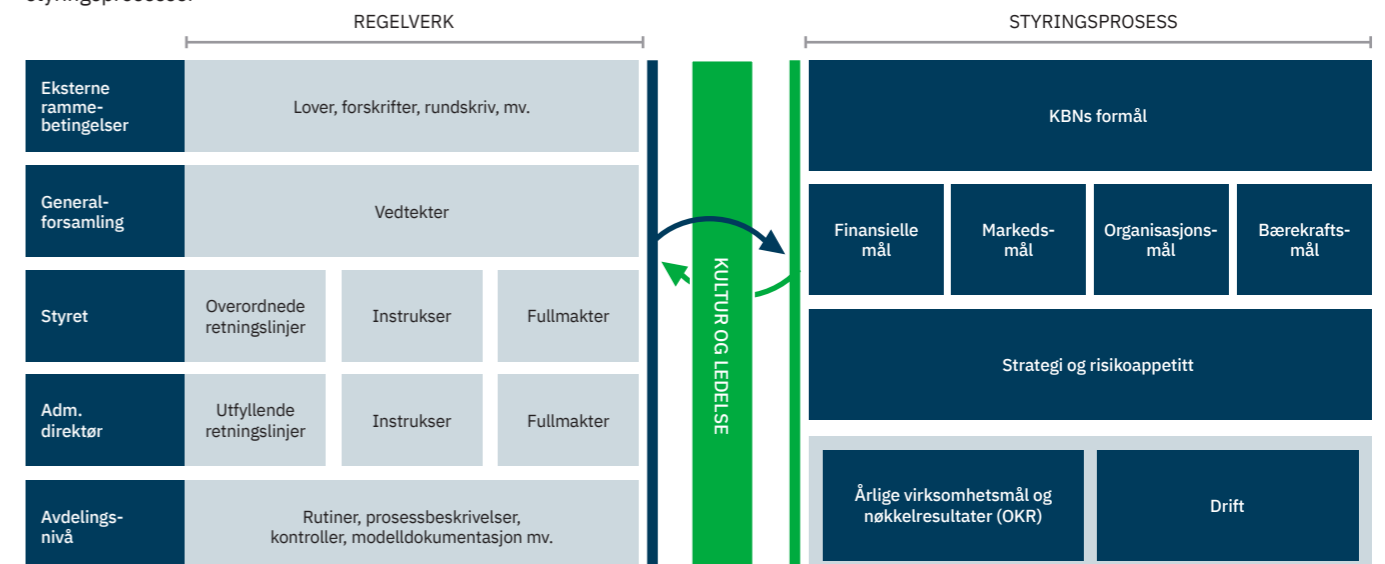 styringsprosesser
REGELVERK
STYRINGSPROSESS
Eksterne
ramme-
betingelser
Lover, forskrifter, rundskriv, mv.
General-
forsamling
Vedtekter
Styret
Overordnede
retningslinjer
Instrukser
Fullmakter
Adm.
direktør
Utfyllende
retningslinjer
Instrukser
Fullmakter
Avdelings-
nivå
Rutiner, prosessbeskrivelser,
kontroller, modelldokumentasjon mv.
KULTUR OG LEDELSE
KBNs formål
Finansielle
mål
Markeds-
mål
Organisasjons-
mål
Bærekrafts-
mål
Strategi og risikoappetitt
Årlige virksomhetsmål og
nøkkelresultater (OKR)
Drift